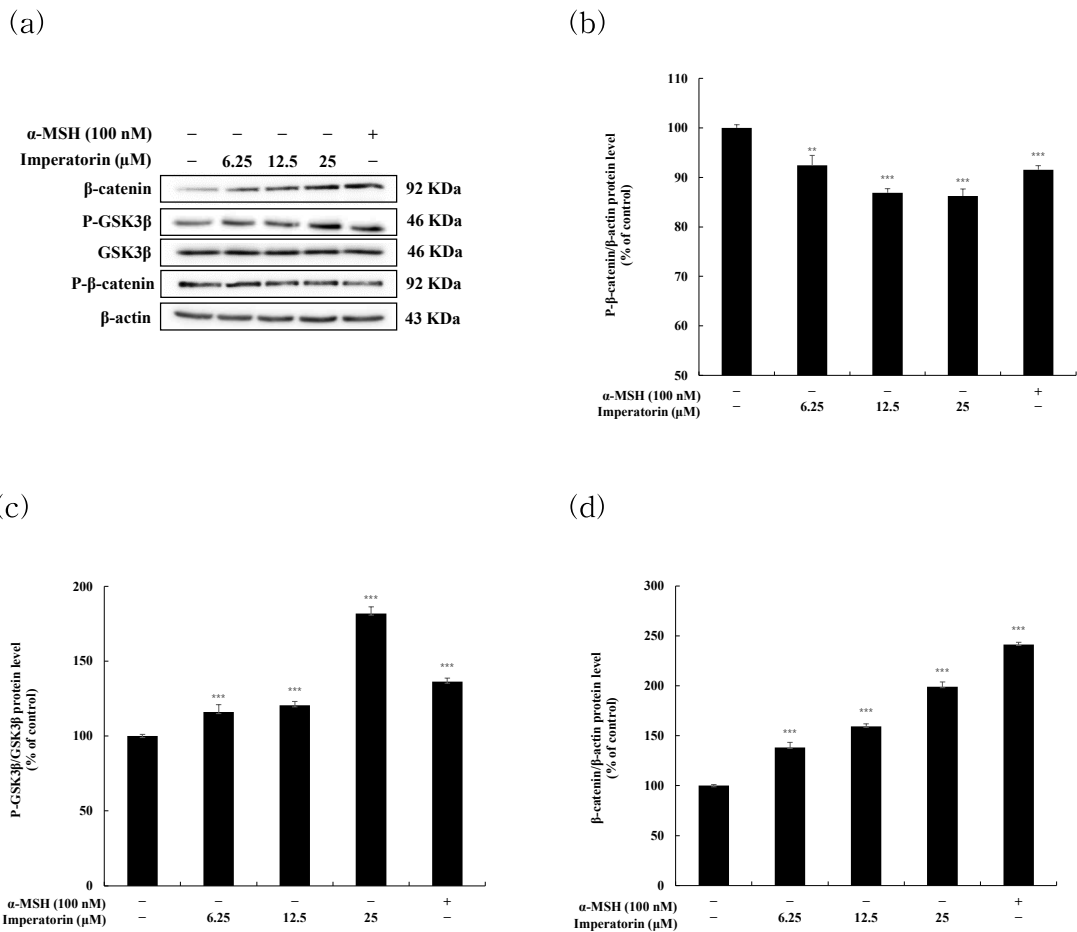 (a)
α-MSH (100 nM) − − − − +
Imperatorin (μM) − 6.25 12.5 25 −
β-catenin 92 KDa
P-GSK3β 46 KDa
GSK3β 46 KDa
P-β-catenin 92 KDa
β-actin 43 KDa
(b)
P-β-catenin/β-actin protein level
(% of control)
110
100
90
80
70
60
50
**
***
***
***
α-MSH (100 nM) − − − − +
Imperatorin (μM) − 6.25 12.5 25 −
(c)
P-GSK3β/GSK3β protein level
(% of control)
200
150
100
50
0
***
***
***
***
α-MSH (100 nM) − − − − +
Imperatorin (μM) − 6.25 12.5 25 −
(d)
β-catenin/β-actin protein level
(% of control)
300
250
200
150
100
50
0
***
***
***
***
α-MSH (100 nM) − − − − +
Imperatorin (μM) − 6.25 12.5 25 −